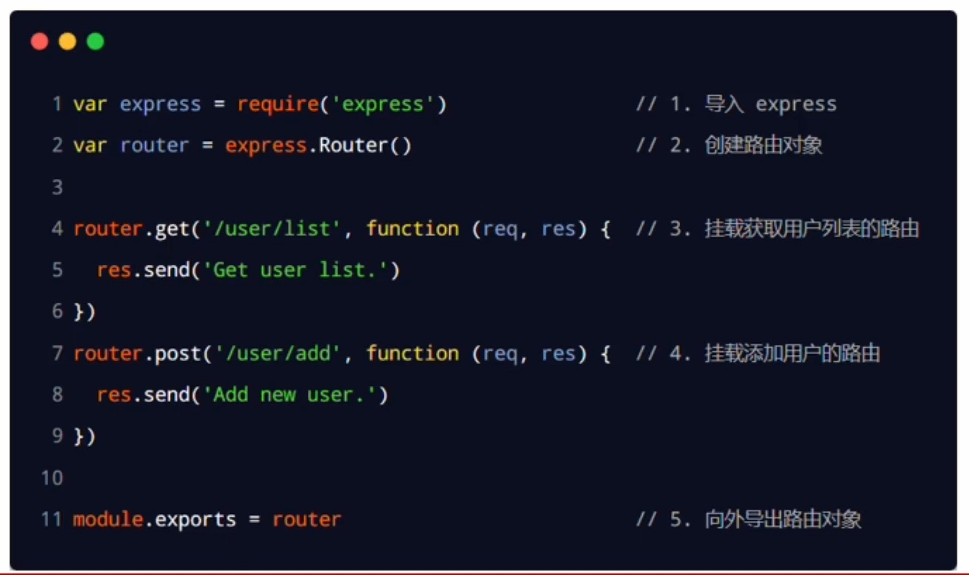 1 var express = require('express') // 1. 导入 express
2 var router = express.Router() // 2. 创建路由对象
3
4 router.get('/user/list', function (req, res) { // 3. 挂载获取用户列表的路由
5   res.send('Get user list.')
6 })
7 router.post('/user/add', function (req, res) { // 4. 挂载添加用户的路由
8   res.send('Add new user.')
9 })
10
11 module.exports = router // 5. 向外导出路由对象